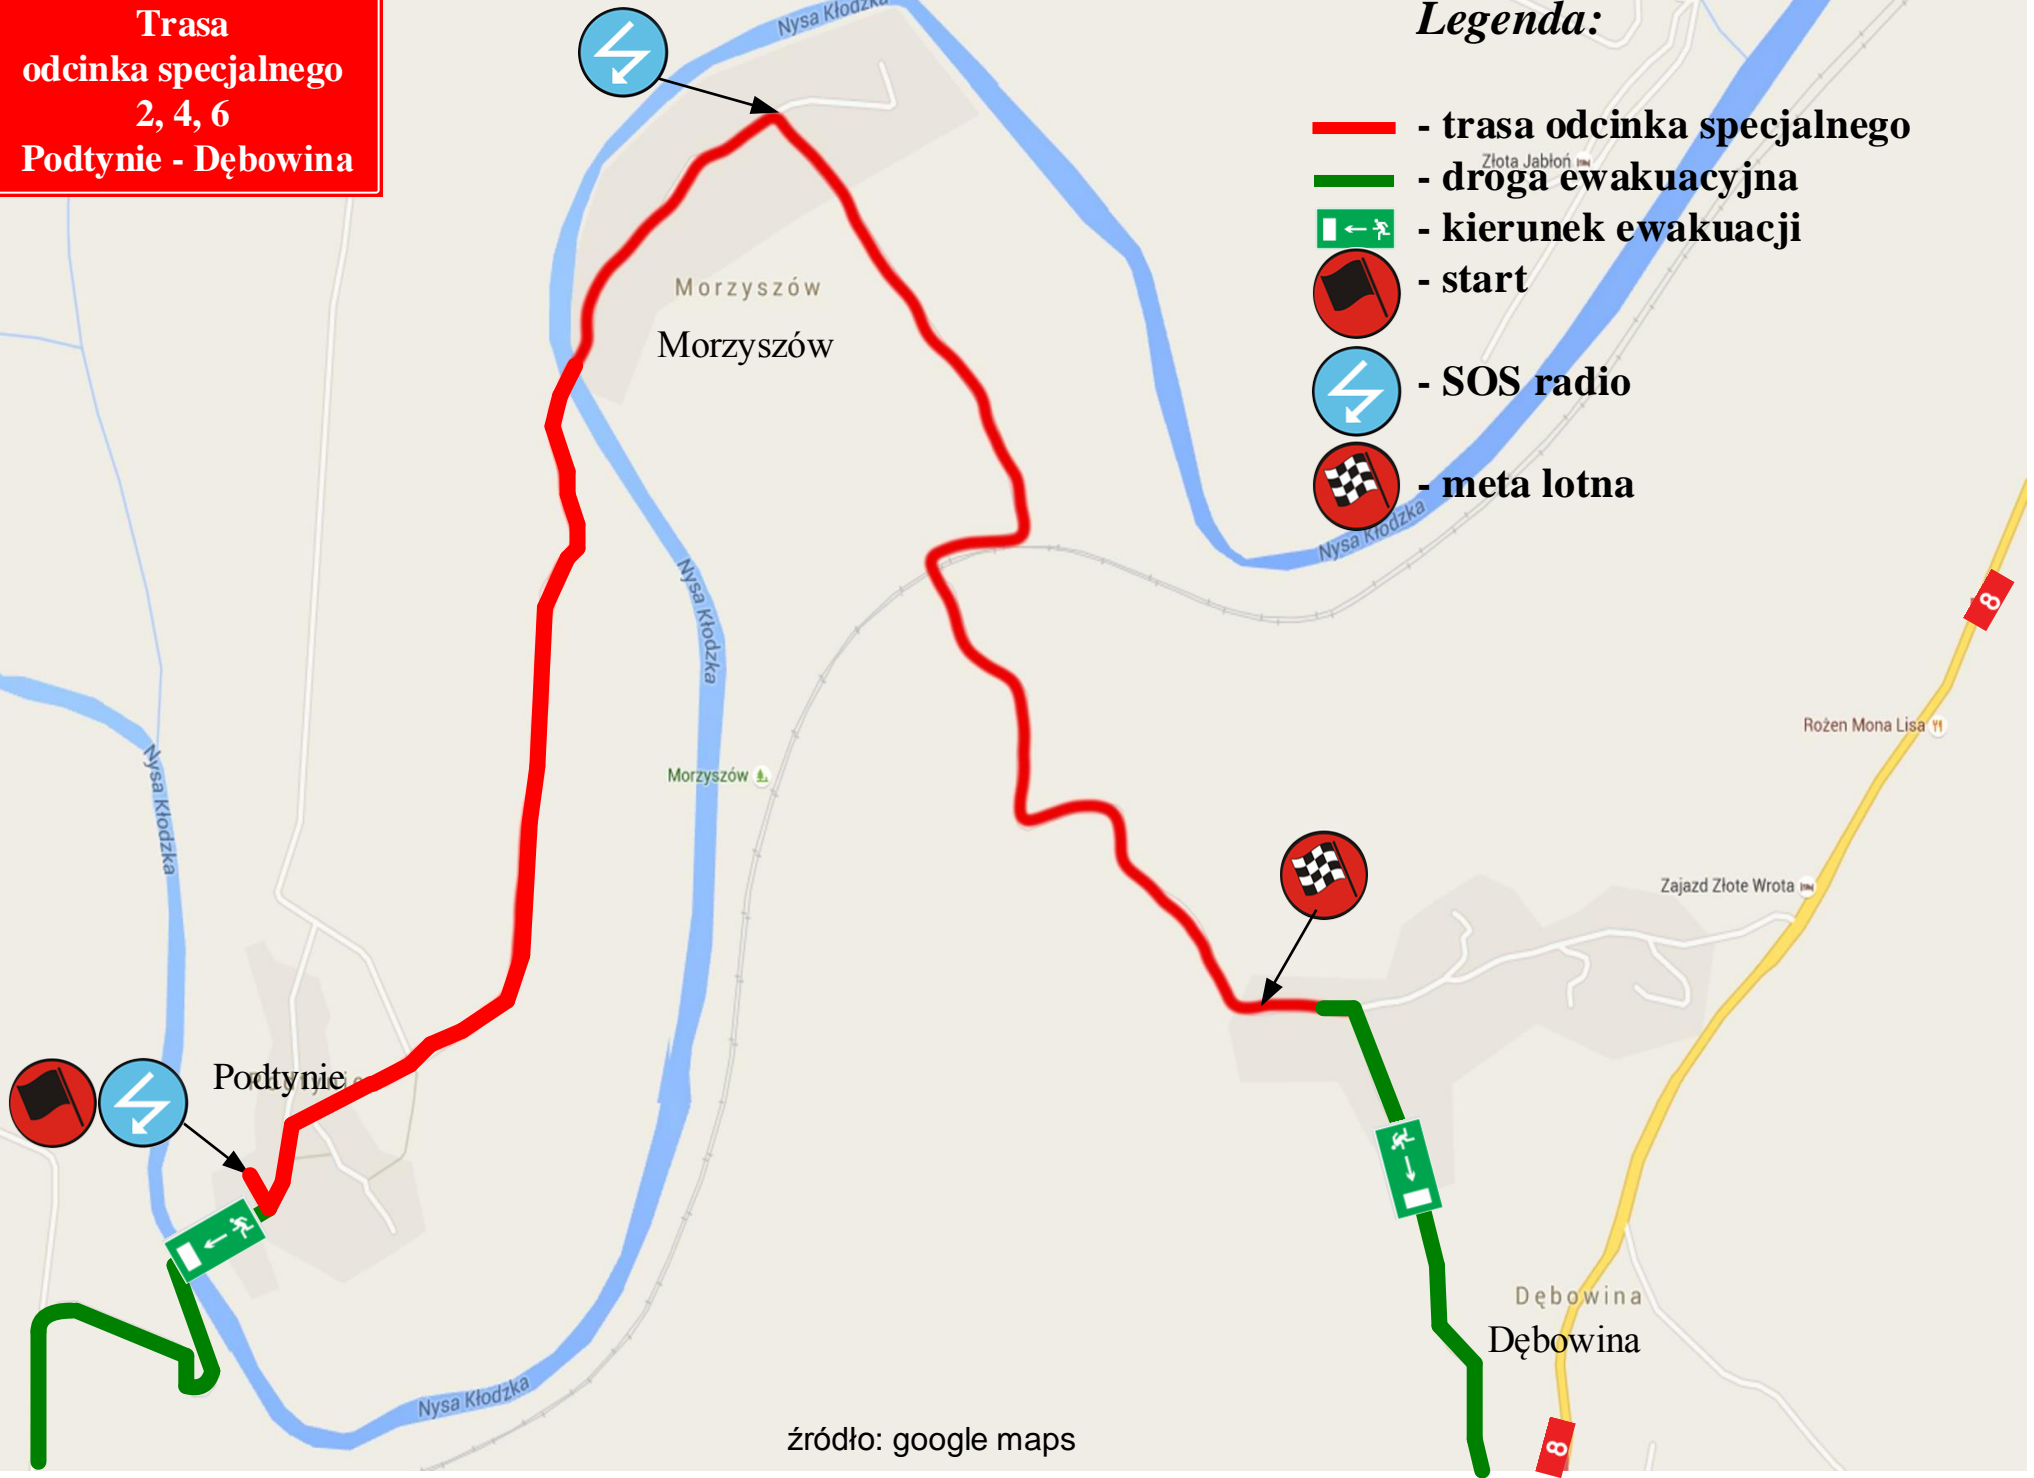 Trasa
odcinka specjalnego
2, 4, 6
Podtynie - Dębowina
Nysa Kłodzka
Legenda:
- trasa odcinka specjalnego
Złota Jabłoń
- droga ewakuacyjna
- kierunek ewakuacji
- start
- SOS radio
- meta lotna
Nysa Kłodzka
Morzyszów
Morzyszów
Nysa Kłodzka
8
Rożen Mona Lisa
Morzyszów
Nysa Kłodzka
Zajazd Złote Wrota
Podtynie
Podtynie
Dębowina
Dębowina
Nysa Kłodzka
źródło: google maps
8